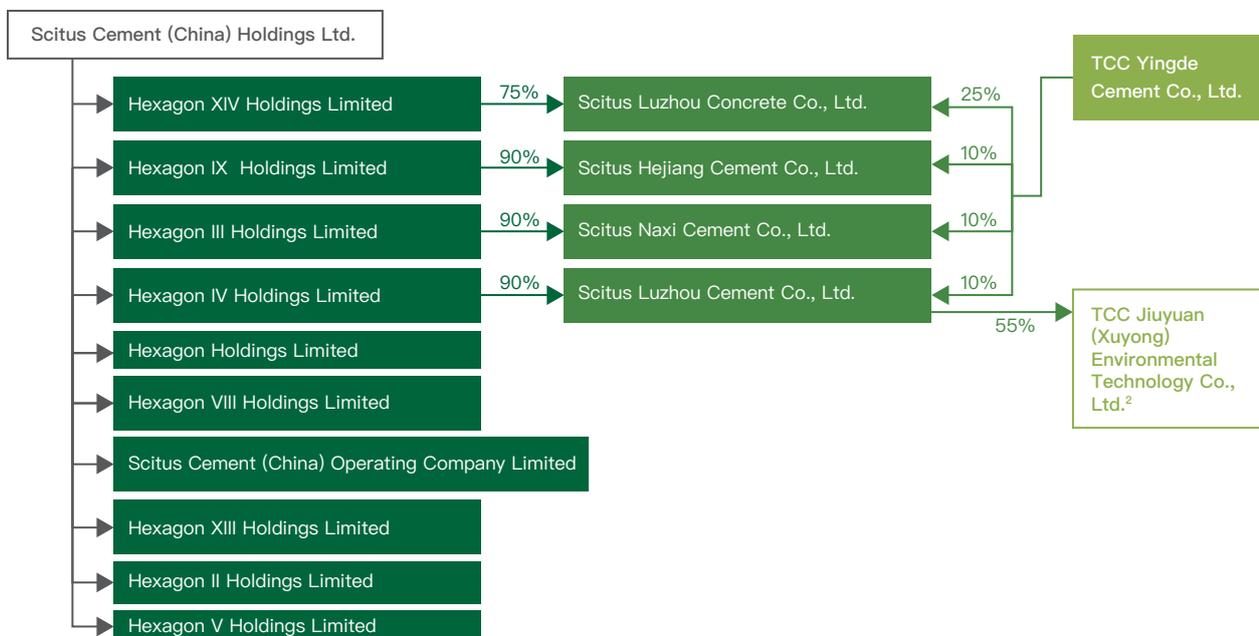 Scitus Cement (China) Holdings Ltd.
Hexagon XIV Holdings Limited
75%
Scitus Luzhou Concrete Co., Ltd.
25%
TCC Yingde
Cement Co., Ltd.
Hexagon IX  Holdings Limited
90%
Scitus Hejiang Cement Co., Ltd.
10%
Hexagon III Holdings Limited
90%
Scitus Naxi Cement Co., Ltd.
10%
Hexagon IV Holdings Limited
90%
Scitus Luzhou Cement Co., Ltd.
10%
55%
TCC Jiuyuan
(Xuyong)
Environmental
Technology Co.,
Ltd.²
Hexagon Holdings Limited
Hexagon VIII Holdings Limited
Scitus Cement (China) Operating Company Limited
Hexagon XIII Holdings Limited
Hexagon II Holdings Limited
Hexagon V Holdings Limited